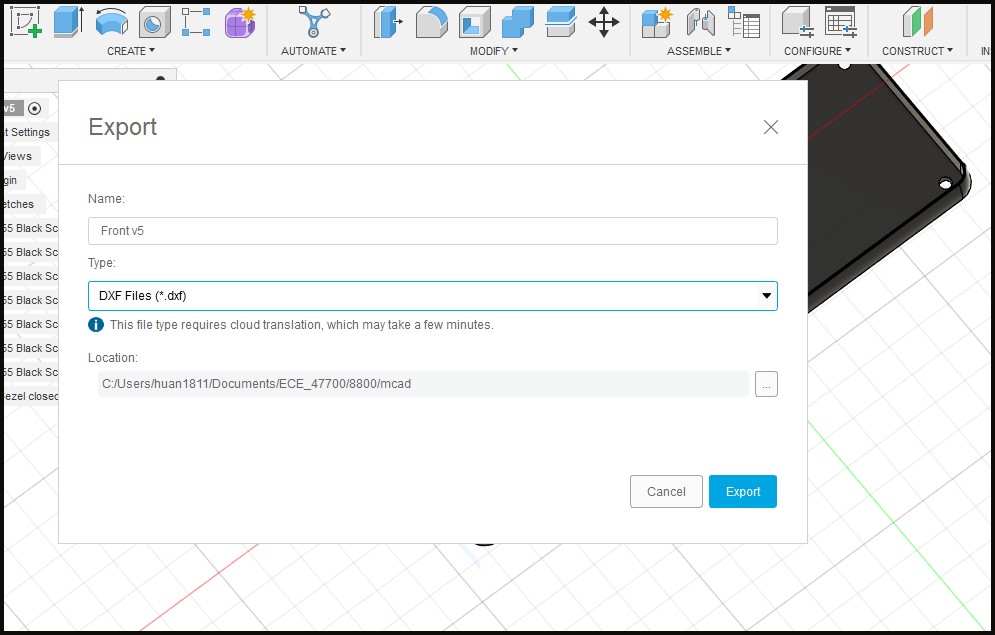 CREATE ▾ AUTOMATE ▾ MODIFY ▾ ASSEMBLE ▾ CONFIGURE ▾ CONSTRUCT ▾ IN
v5
t Settings
Views
gin
etches
55 Black Sc
55 Black Sc
55 Black Sc
55 Black Sc
55 Black Sc
55 Black Sc
55 Black Sc
ezel closed
Export
Name:
Front v5
Type:
DXF Files (*.dxf)
This file type requires cloud translation, which may take a few minutes.
Location:
C:/Users/huan1811/Documents/ECE_47700/8800/mcad
...
Cancel Export